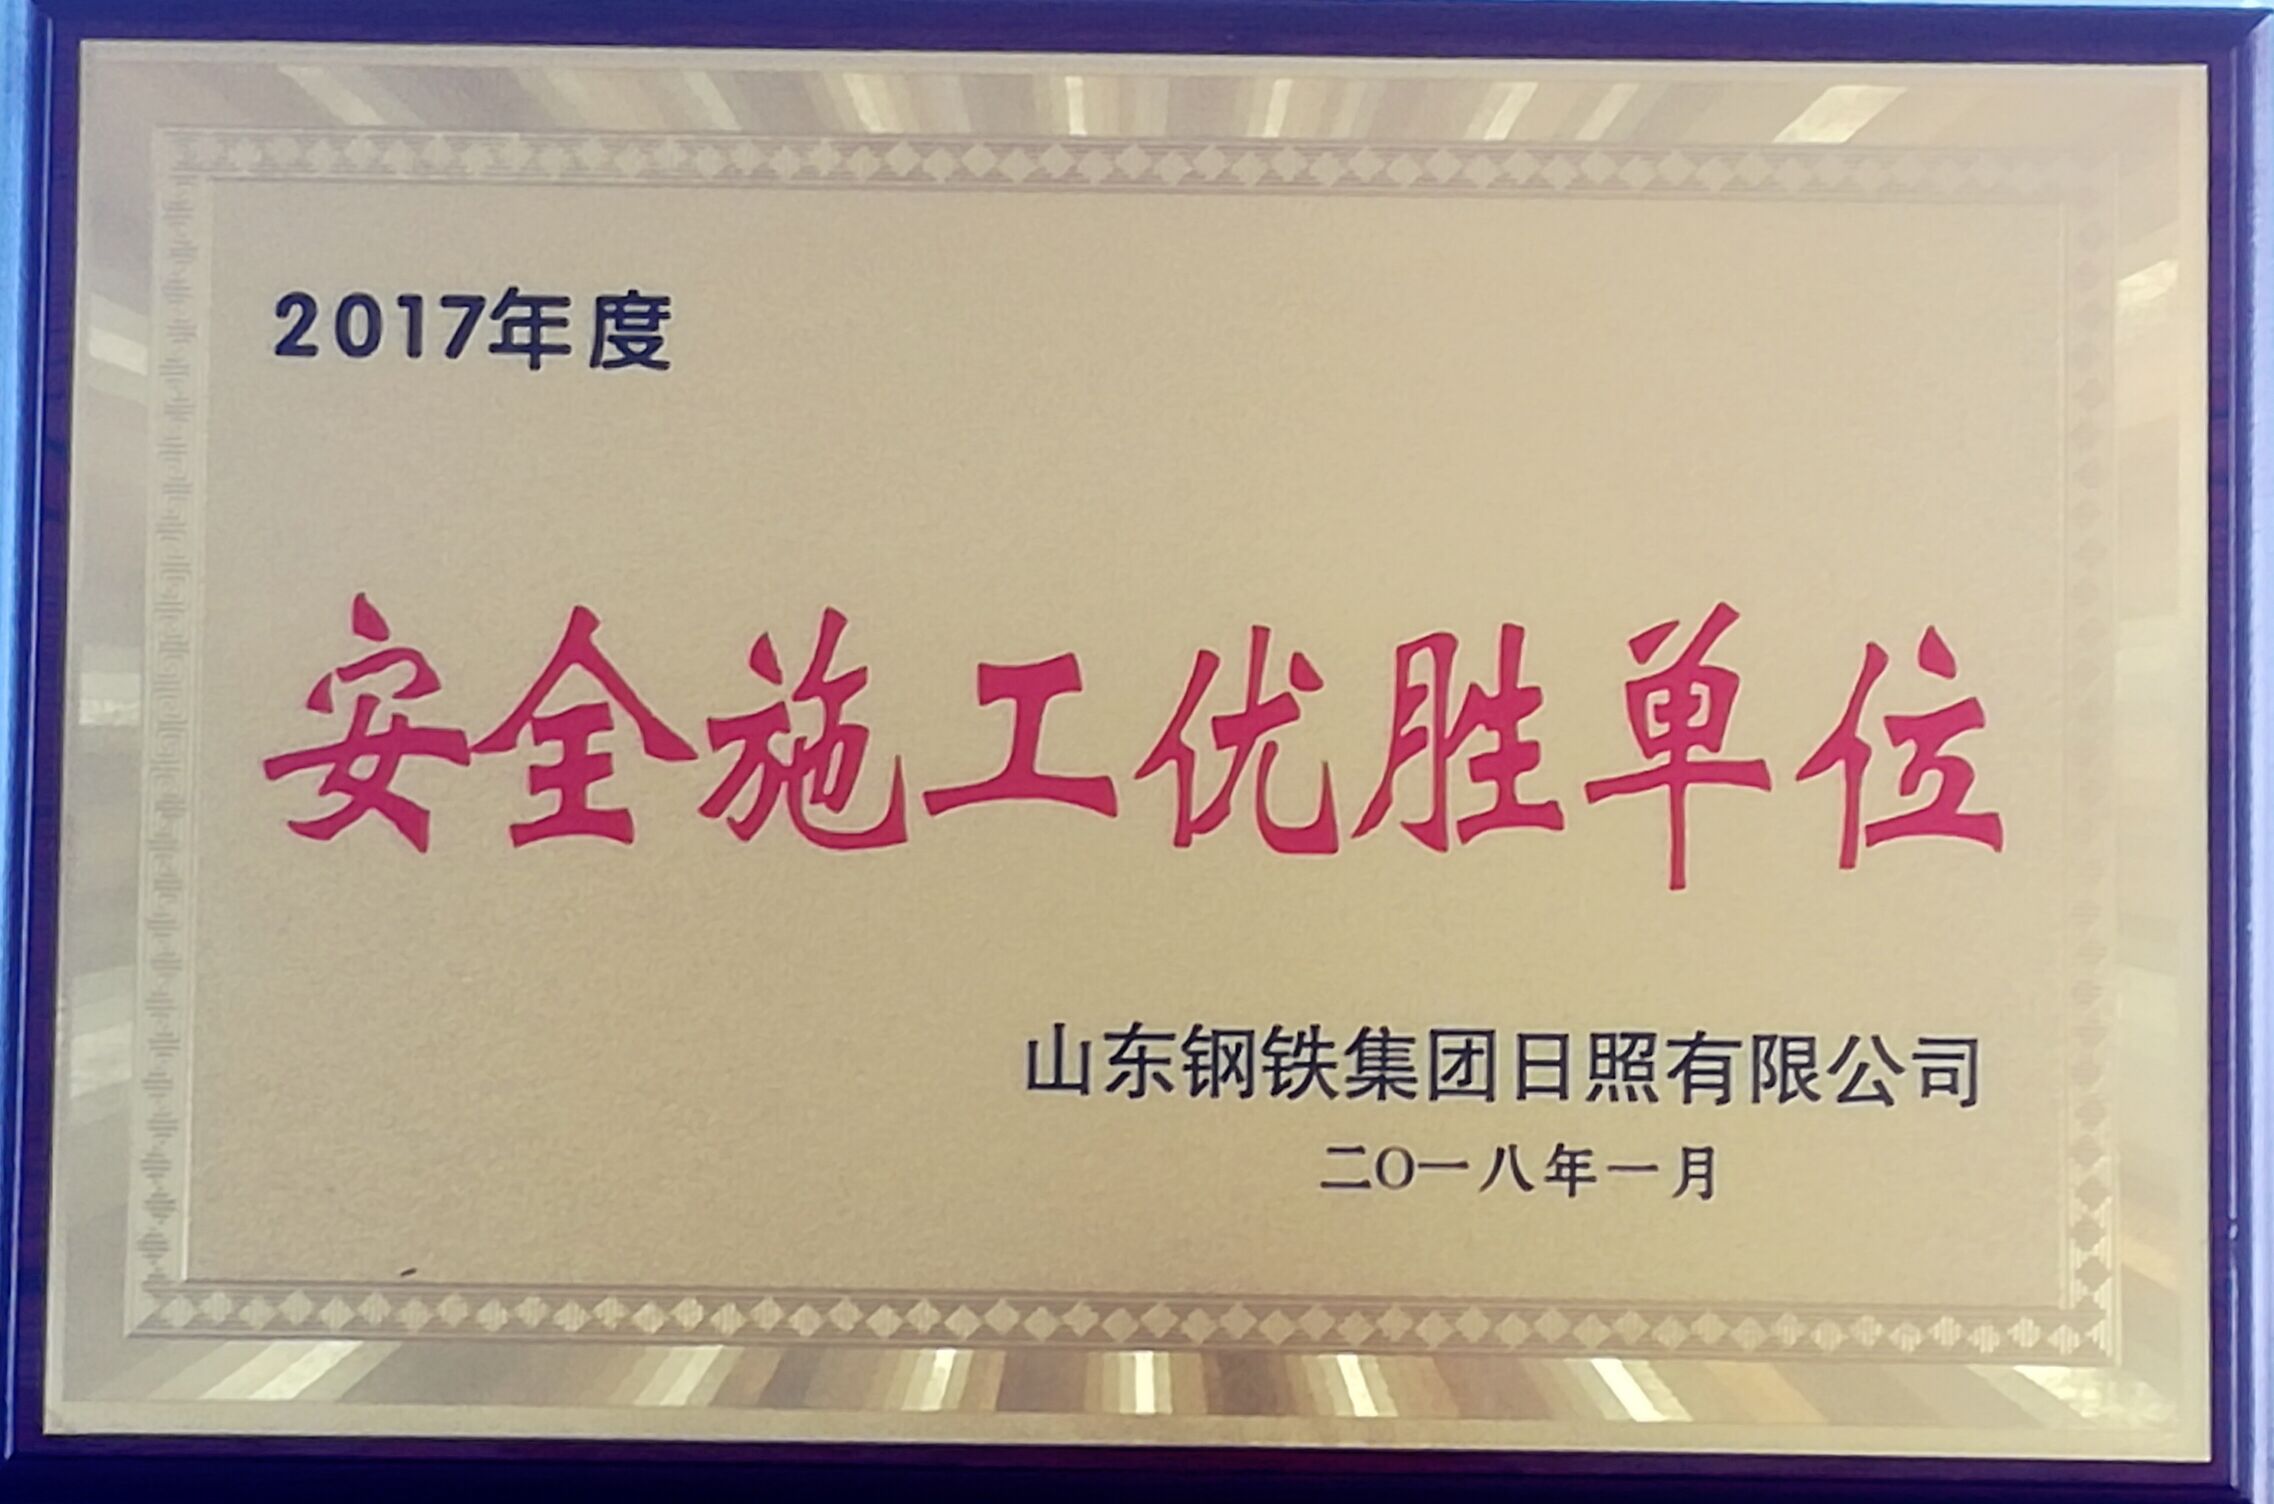 2017年度
安全施工优胜单位
山东钢铁集团日照有限公司
二〇一八年一月